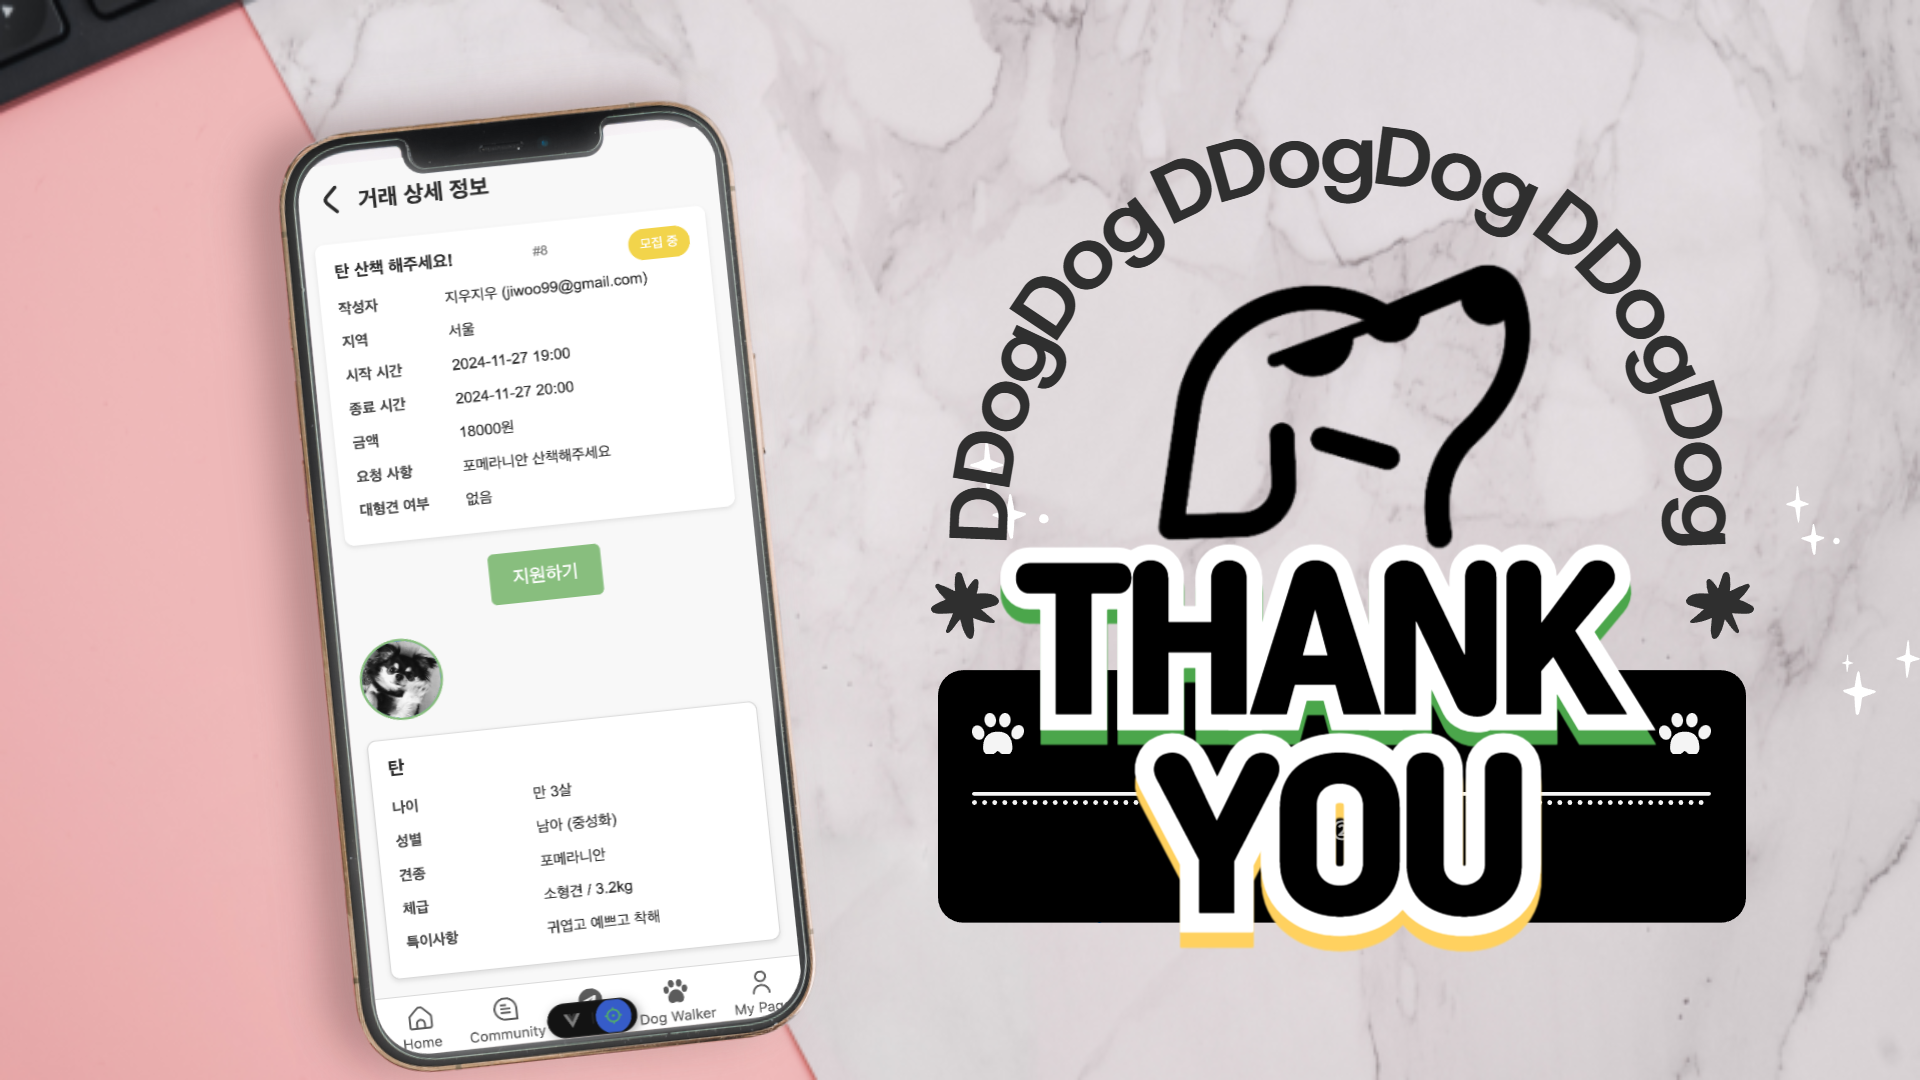 거래 상세 정보
탄 산책 해주세요! #8 모집 중
작성자 지우지우 (jiwoo99@gmail.com)
지역 서울
시작 시간 2024-11-27 19:00
종료 시간 2024-11-27 20:00
금액 18000원
요청 사항 포메라니안 산책해주세요
대형견 여부 없음
지원하기
탄
나이 만 3살
성별 남아 (중성화)
견종 포메라니안
체급 소형견 / 3.2kg
특이사항 귀엽고 예쁘고 착해
Home Community Dog Walker My Pag
DDogDog DDogDog DDogDog
THANK
YOU